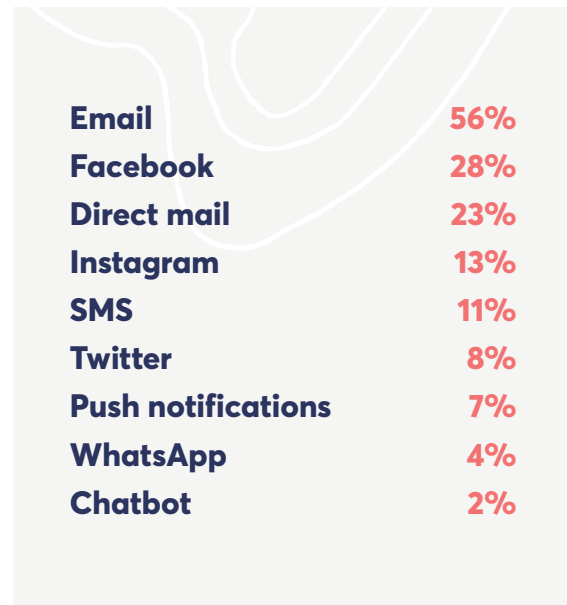 Email 56%
Facebook 28%
Direct mail 23%
Instagram 13%
SMS 11%
Twitter 8%
Push notifications 7%
WhatsApp 4%
Chatbot 2%